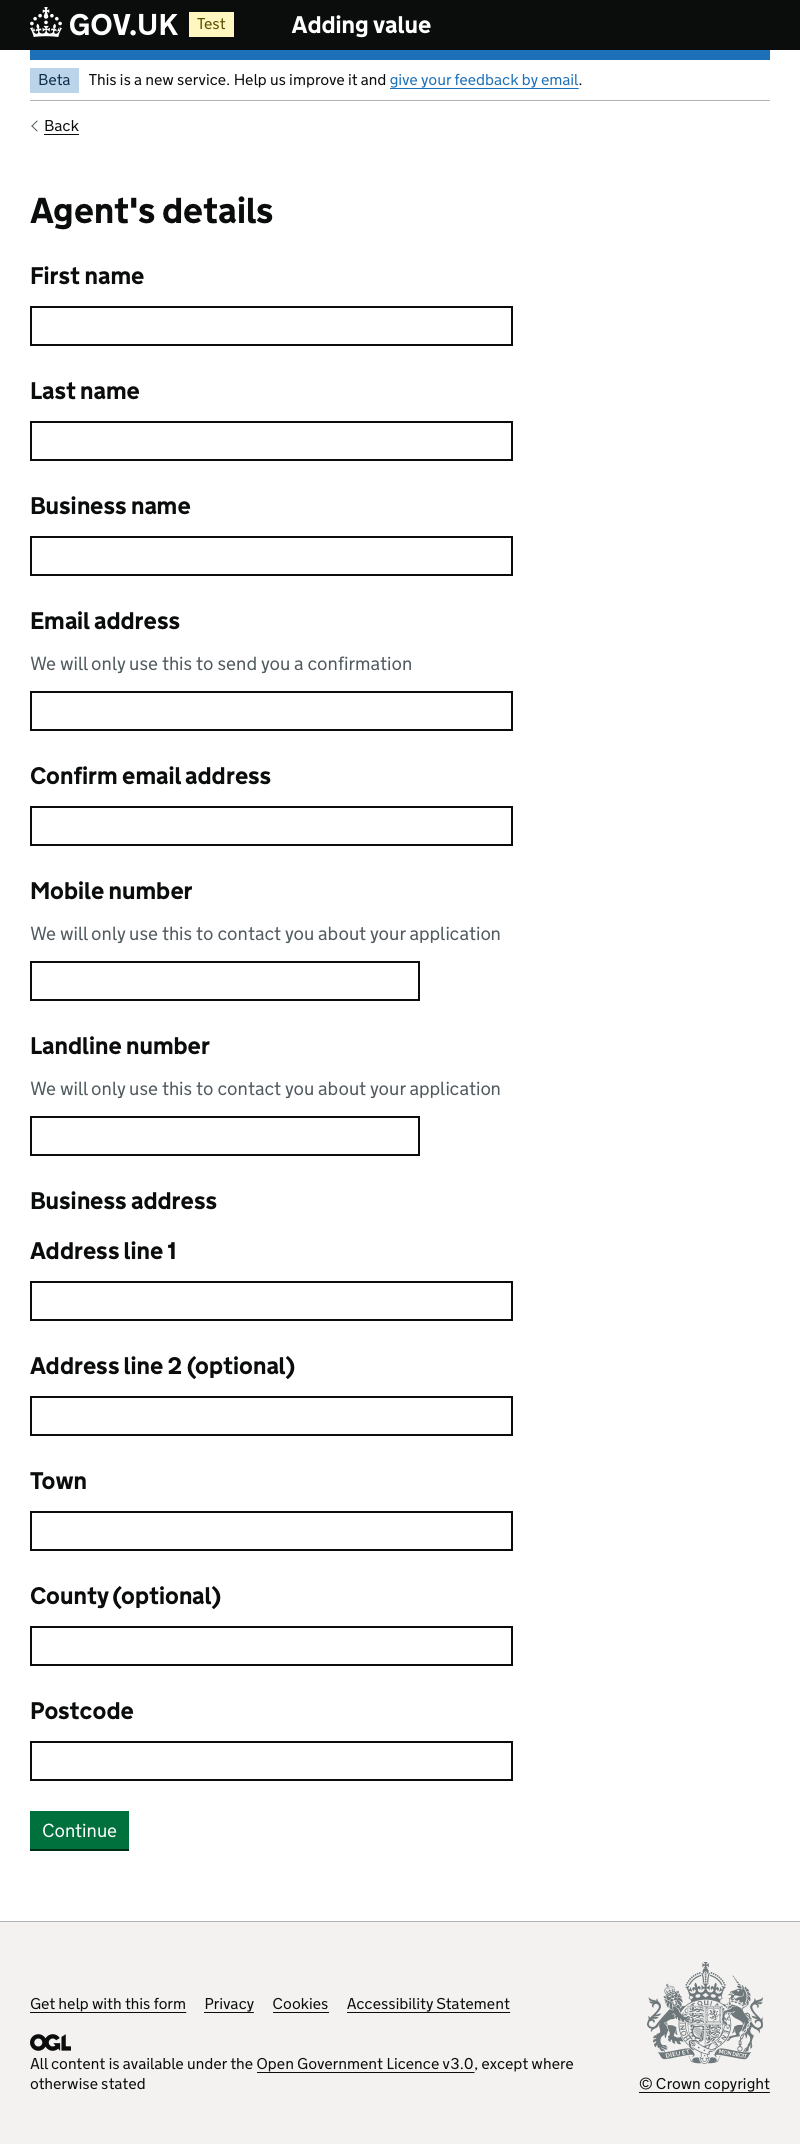 GOV.UK Test Adding value
Beta This is a new service. Help us improve it and give your feedback by email.
Back
Agent's details
First name
Last name
Business name
Email address
We will only use this to send you a confirmation
Confirm email address
Mobile number
We will only use this to contact you about your application
Landline number
We will only use this to contact you about your application
Business address
Address line 1
Address line 2 (optional)
Town
County (optional)
Postcode
Continue
Get help with this form Privacy Cookies Accessibility Statement
OGL
All content is available under the Open Government Licence v3.0, except where
otherwise stated
© Crown copyright